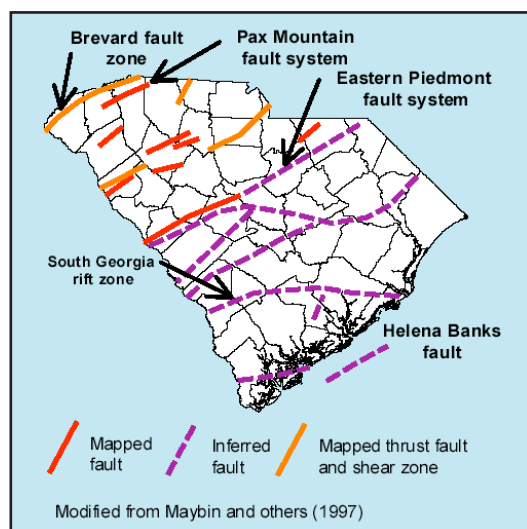 Brevard fault
zone
Pax Mountain
fault system
Eastern Piedmont
fault system
South Georgia
rift zone
Helena Banks
fault
Mapped
fault
Inferred
fault
Mapped thrust fault
and shear zone
Modified from Maybin and others (1997)